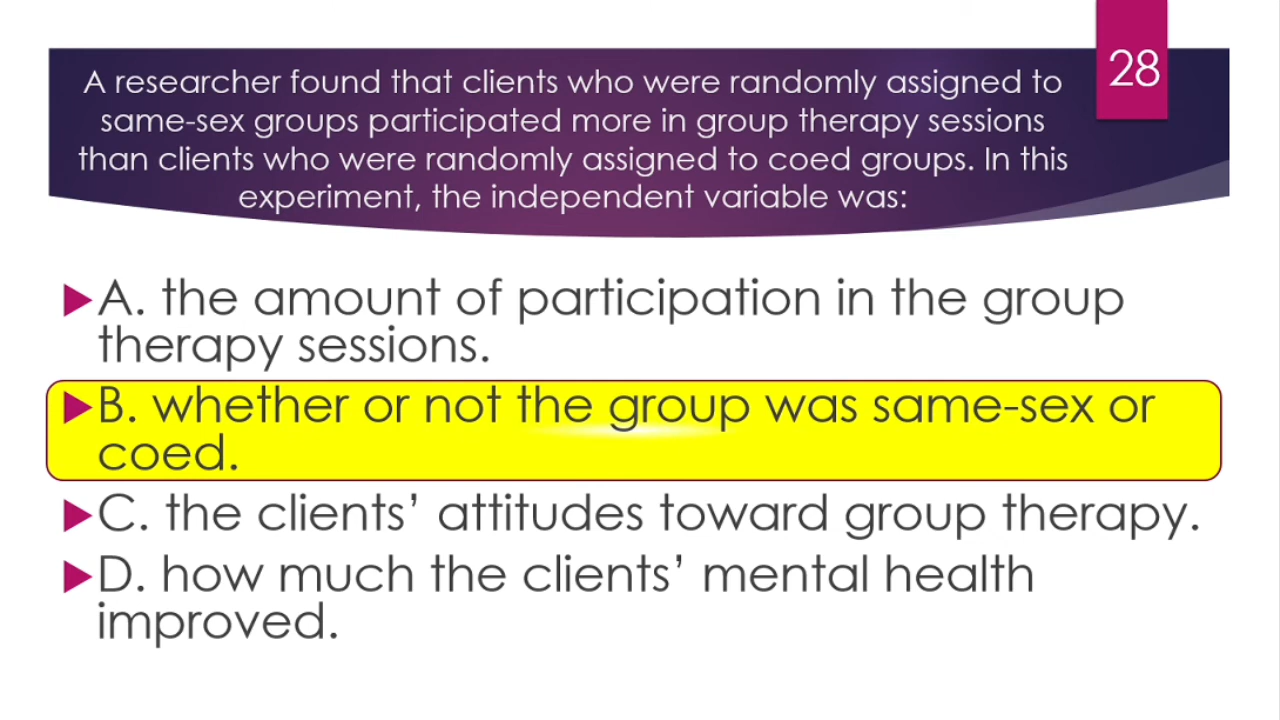 28
A researcher found that clients who were randomly assigned to
same-sex groups participated more in group therapy sessions
than clients who were randomly assigned to coed groups. In this
experiment, the independent variable was:
A. the amount of participation in the group
therapy sessions.
B. whether or not the group was same-sex or
coed.
C. the clients’ attitudes toward group therapy.
D. how much the clients’ mental health
improved.